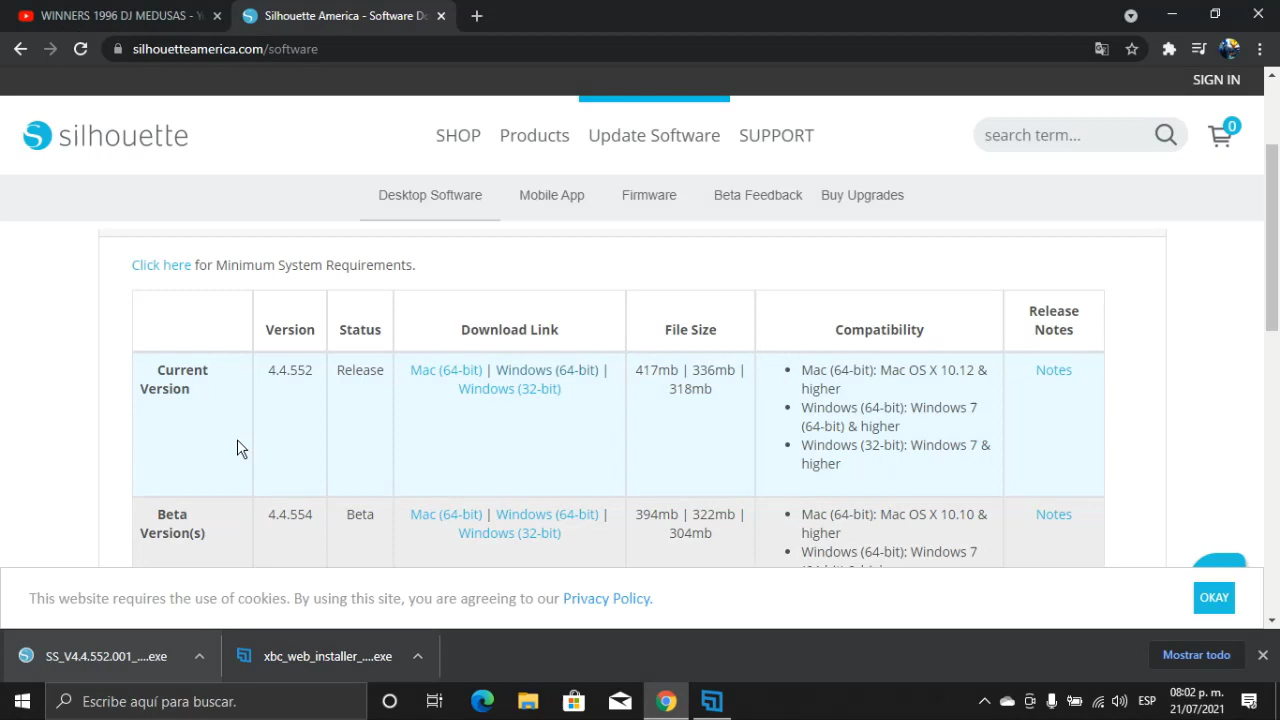 WINNERS 1996 DJ MEDUSAS - Y
Silhouette America - Software Do
silhouetteamerica.com/software
SIGN IN
silhouette
SHOP Products Update Software SUPPORT
search term...
0
Desktop Software Mobile App Firmware Beta Feedback Buy Upgrades
Click here for Minimum System Requirements.
Version Status Download Link File Size Compatibility Release
Notes
Current
Version
4.4.552
Release
Mac (64-bit) | Windows (64-bit) |
Windows (32-bit)
417mb | 336mb |
318mb
Mac (64-bit): Mac OS X 10.12 &
higher
Windows (64-bit): Windows 7
(64-bit) & higher
Windows (32-bit): Windows 7 &
higher
Notes
Beta
Version(s)
4.4.554
Beta
Mac (64-bit) | Windows (64-bit) |
Windows (32-bit)
394mb | 322mb |
304mb
Mac (64-bit): Mac OS X 10.10 &
higher
Windows (64-bit): Windows 7
Notes
This website requires the use of cookies. By using this site, you are agreeing to our Privacy Policy.
OKAY
SS_V4.4.552.001_....exe
xbc_web_installer_....exe
Mostrar todo
Escribe aquí para buscar.
ESP
08:02 p. m.
21/07/2021